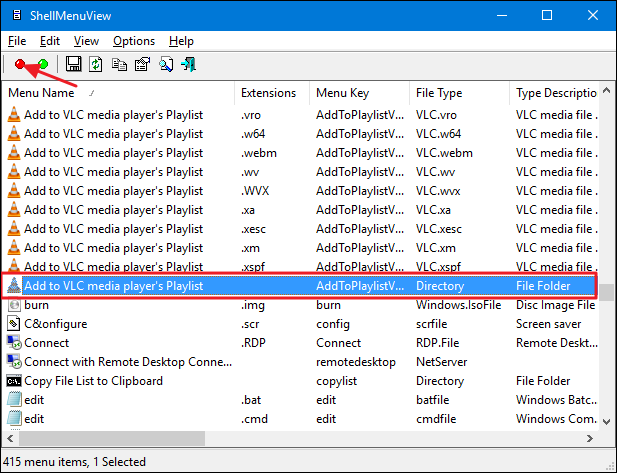 ShellMenuView
File Edit View Options Help
Menu Name Extensions Menu Key File Type Type Descriptio
Add to VLC media player's Playlist .vro AddToPlaylistV... VLC.vro VLC media file .
Add to VLC media player's Playlist .w64 AddToPlaylistV... VLC.w64 VLC media file .
Add to VLC media player's Playlist .webm AddToPlaylistV... VLC.webm VLC media file .
Add to VLC media player's Playlist .wv AddToPlaylistV... VLC.wv VLC media file .
Add to VLC media player's Playlist .WVX AddToPlaylistV... VLC.wvx VLC media file .
Add to VLC media player's Playlist .xa AddToPlaylistV... VLC.xa VLC media file .
Add to VLC media player's Playlist .xesc AddToPlaylistV... VLC.xesc VLC media file .
Add to VLC media player's Playlist .xm AddToPlaylistV... VLC.xm VLC media file .
Add to VLC media player's Playlist .xspf AddToPlaylistV... VLC.xspf VLC media file .
Add to VLC media player's Playlist AddToPlaylistV... Directory File Folder
burn .img burn Windows.IsoFile Disc Image File
C&onfigure .scr config scrfile Screen saver
Connect .RDP Connect RDP.File Remote Deskt...
Connect with Remote Desktop Conne... remotedesktop NetServer
Copy File List to Clipboard copylist Directory File Folder
edit .bat edit batfile Windows Batc...
edit .cmd edit cmdfile Windows Com...
415 menu items, 1 Selected